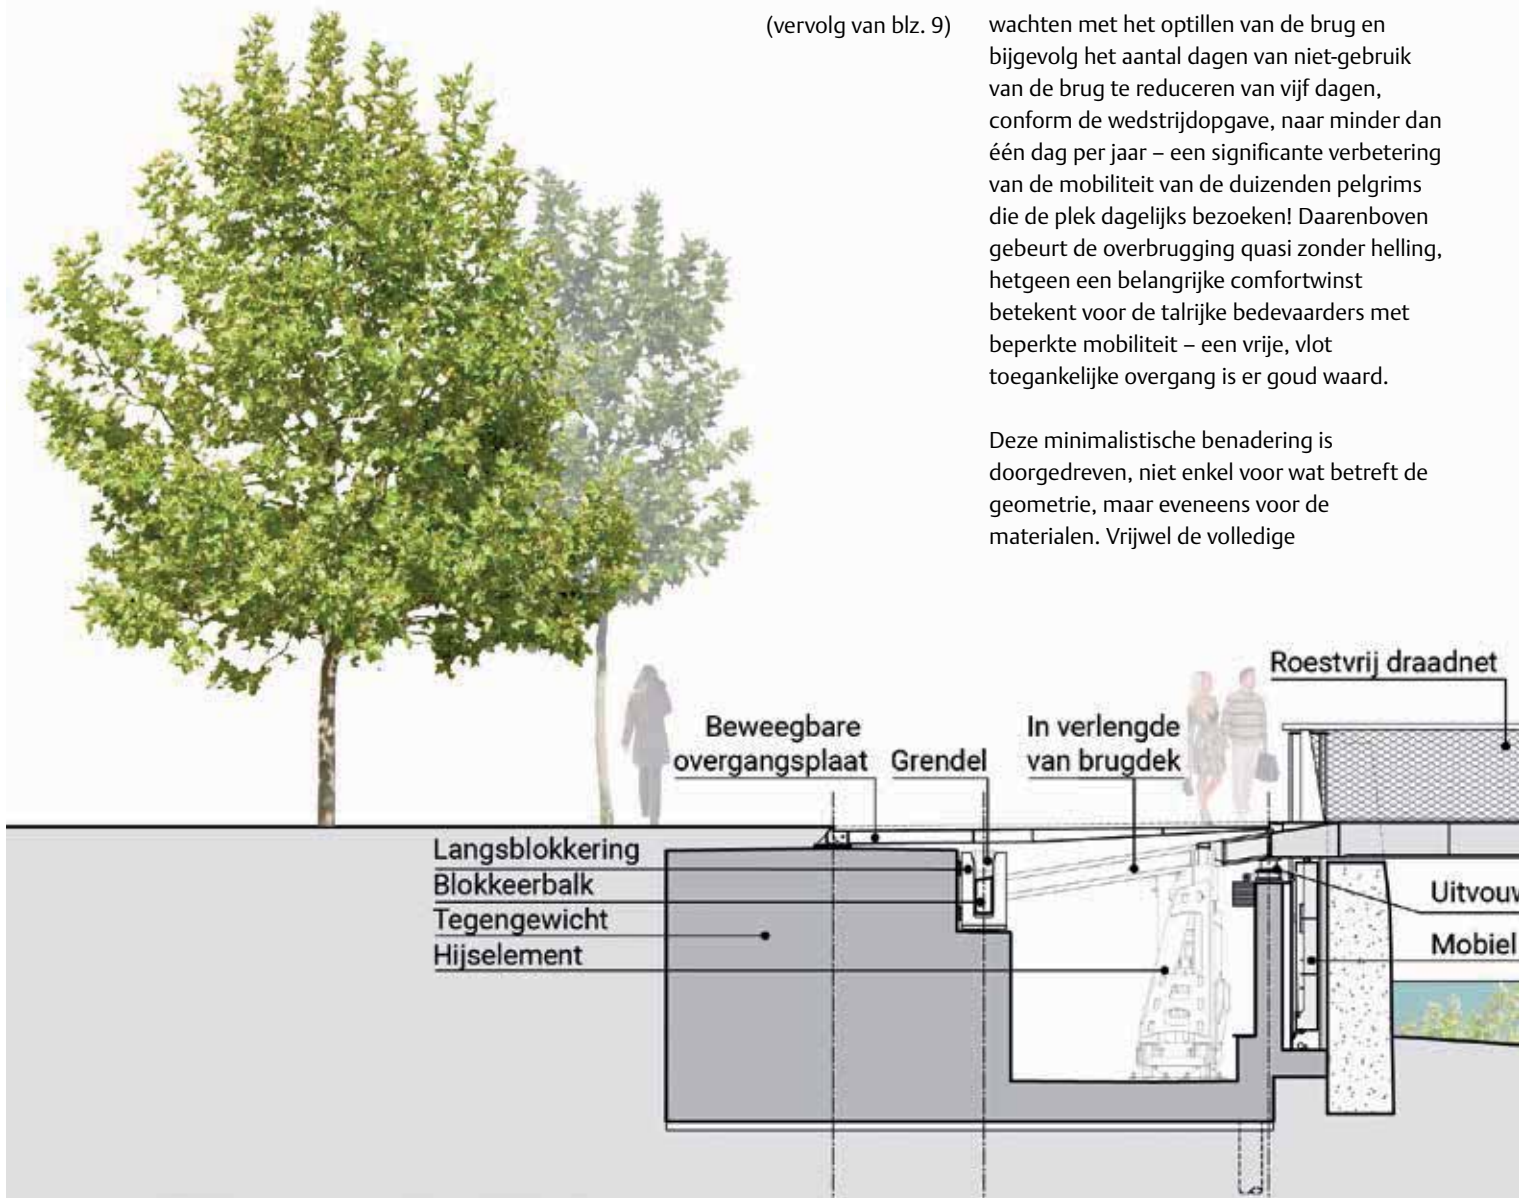 (vervolg van blz. 9)
wachten met het optillen van de brug en
bijgevolg het aantal dagen van niet-gebruik
van de brug te reduceren van vijf dagen,
conform de wedstrijdopgave, naar minder dan
één dag per jaar – een significante verbetering
van de mobiliteit van de duizenden pelgrims
die de plek dagelijks bezoeken! Daarenboven
gebeurt de overbrugging quasi zonder helling,
hetgeen een belangrijke comfortwinst
betekent voor de talrijke bedevaarders met
beperkte mobiliteit – een vrije, vlot
toegankelijke overgang is er goud waard.
Deze minimalistische benadering is
doorgedreven, niet enkel voor wat betreft de
geometrie, maar eveneens voor de
materialen. Vrijwel de volledige
Roestvrij draadnet
Beweegbare
overgangsplaat
Grendel
In verlengde
van brugdek
Langsblokkering
Blokkeerbalk
Tegengewicht
Hijselement
Mobiel